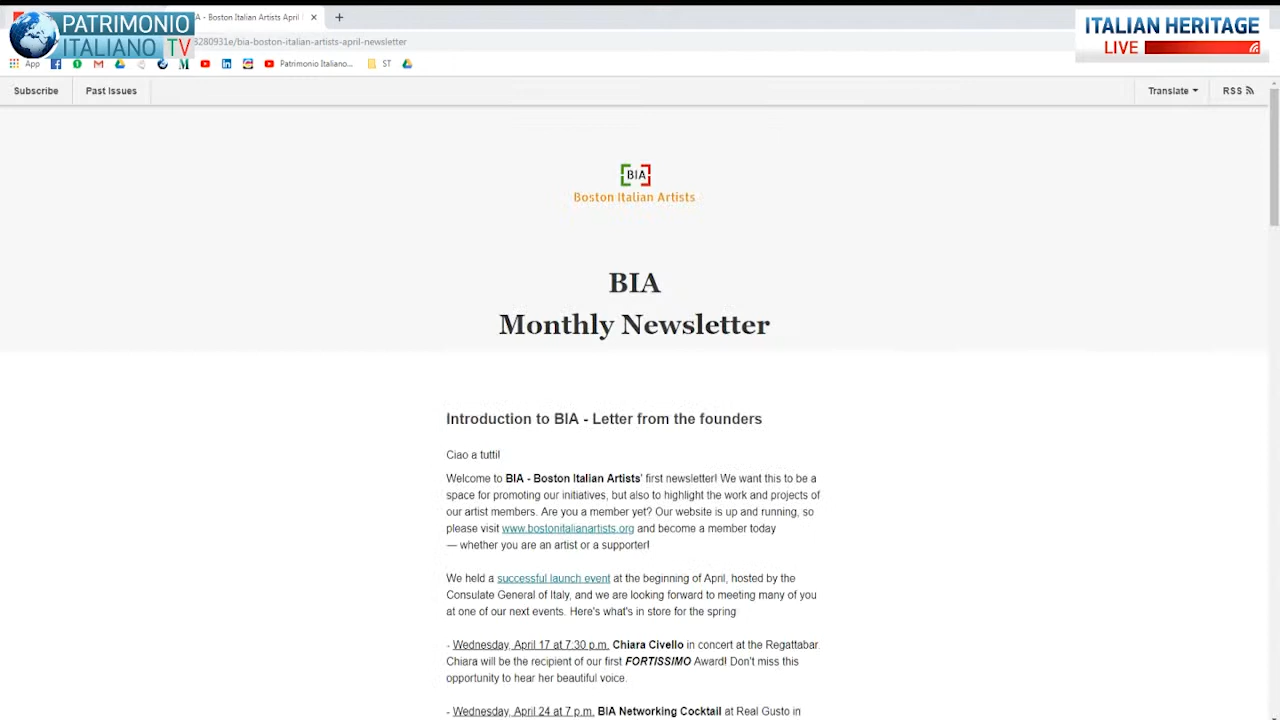 PATRIMONIO
ITALIANO TV
A - Boston Italian Artists April
3280931e/bia-boston-italian-artists-april-newsletter
ITALIAN HERITAGE
LIVE
App
Patrimonio Italiano...
ST
Subscribe
Past Issues
Translate
RSS
BIA
Boston Italian Artists
BIA
Monthly Newsletter
Introduction to BIA - Letter from the founders
Ciao a tutti!
Welcome to BIA - Boston Italian Artists' first newsletter! We want this to be a
space for promoting our initiatives, but also to highlight the work and projects of
our artist members. Are you a member yet? Our website is up and running, so
please visit www.bostonitalianartists.org and become a member today
— whether you are an artist or a supporter!
We held a successful launch event at the beginning of April, hosted by the
Consulate General of Italy, and we are looking forward to meeting many of you
at one of our next events. Here's what's in store for the spring
- Wednesday, April 17 at 7:30 p.m. Chiara Civello in concert at the Regattabar.
Chiara will be the recipient of our first FORTISSIMO Award! Don't miss this
opportunity to hear her beautiful voice.
- Wednesday, April 24 at 7 p.m. BIA Networking Cocktail at Real Gusto in